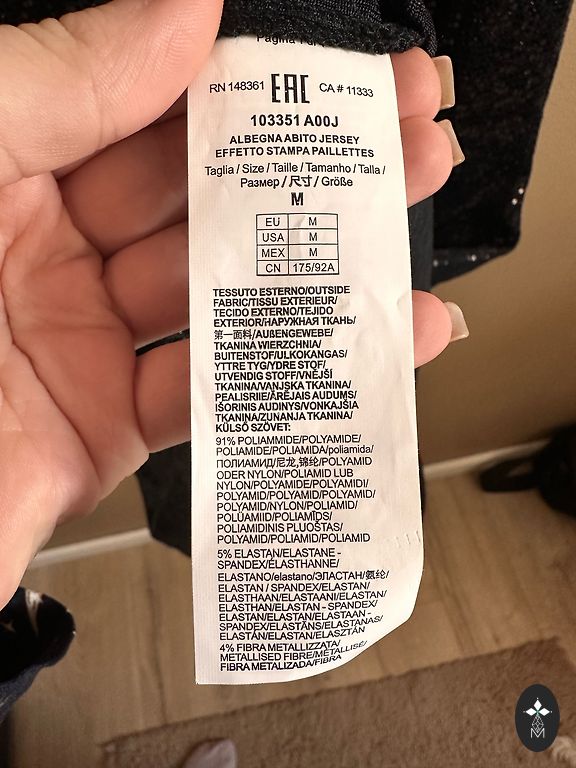 Pagina 1 di
RN 148361 EAC CA # 11333
103351 A00J
ALBEGNA ABITO JERSEY
EFFETTO STAMPA PAILLETTES
Taglia / Size / Taille / Tamanho / Talla /
Размер / 尺寸 / Größe
M
EU M
USA M
MEX M
CN 175/92A
TESSUTO ESTERNO/OUTSIDE
FABRIC/TISSU EXTERIEUR/
TECIDO EXTERNO/TEJIDO
EXTERIOR/НАРУЖНАЯ ТКАНЬ/
第一面料/AUßENGEWEBE/
TKANINA WIERZCHNIA/
BUITENSTOF/ULKOKANGAS/
YTTRE TYG/YDRE STOF/
UTVENDIG STOFF/VNĚJŠÍ
TKANINA/VANJSKA TKANINA/
PEALISRIIE/ĀRĒJAIS AUDUMS/
IŠORINIS AUDINYS/VONKAJŠIA
TKANINA/ZUNANJA TKANINA/
KÜLSŐ SZÖVET:
91% POLIAMMIDE/POLYAMIDE/
POLIAMIDE/POLIAMIDA/poliamida/
ПОЛИАМИД/尼龙,锦纶/POLYAMID
ODER NYLON/POLIAMID LUB
NYLON/POLYAMIDE/POLYAMIDI/
POLYAMID/POLYAMID/POLYAMID/
POLYAMID/NYLON/POLIAMID/
POLÜAMIID/POLIAMĪDS/
POLIAMIDINIS PLUOŠTAS/
POLYAMID/POLIAMID/POLIAMID
5% ELASTAN/ELASTANE -
SPANDEX/ÉLASTHANNE/
ELASTANO/elastano/ЭЛАСТАН/氨纶/
ELASTAN / SPANDEX/ELASTAN/
ELASTHAAN/ELASTAANI/ELASTAN/
ELASTHAN/ELASTAN - SPANDEX/
ELASTAN/ELASTAN/ELASTAAN -
SPANDEX/ELASTĀNS/ELASTANAS/
ELASTÁN/ELASTAN/ELASZTÁN
4% FIBRA METALLIZZATA/
METALLISED FIBRE/MÉTALLISÉ/
FIBRA METALIZADA/FIBRA
M